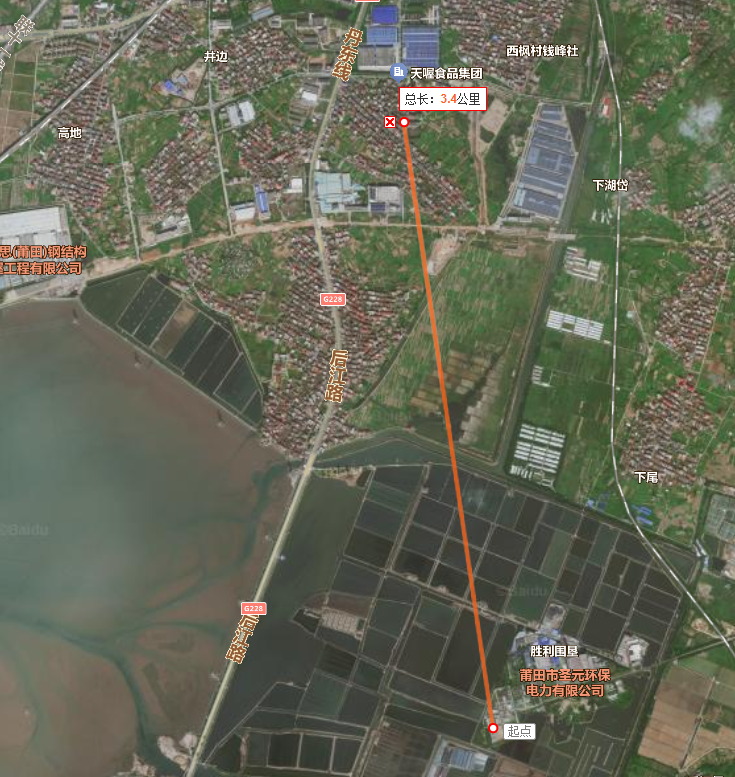 井边
西枫村钱峰社
丹东线
天喔食品集团
总长：3.4公里
高地
下湖岱
思(莆田)钢结构
工程有限公司
G228
后江路
下尾
©Baidu
©Baidu
G228
后江路
胜利围垦
莆田市圣元环保
电力有限公司
起点